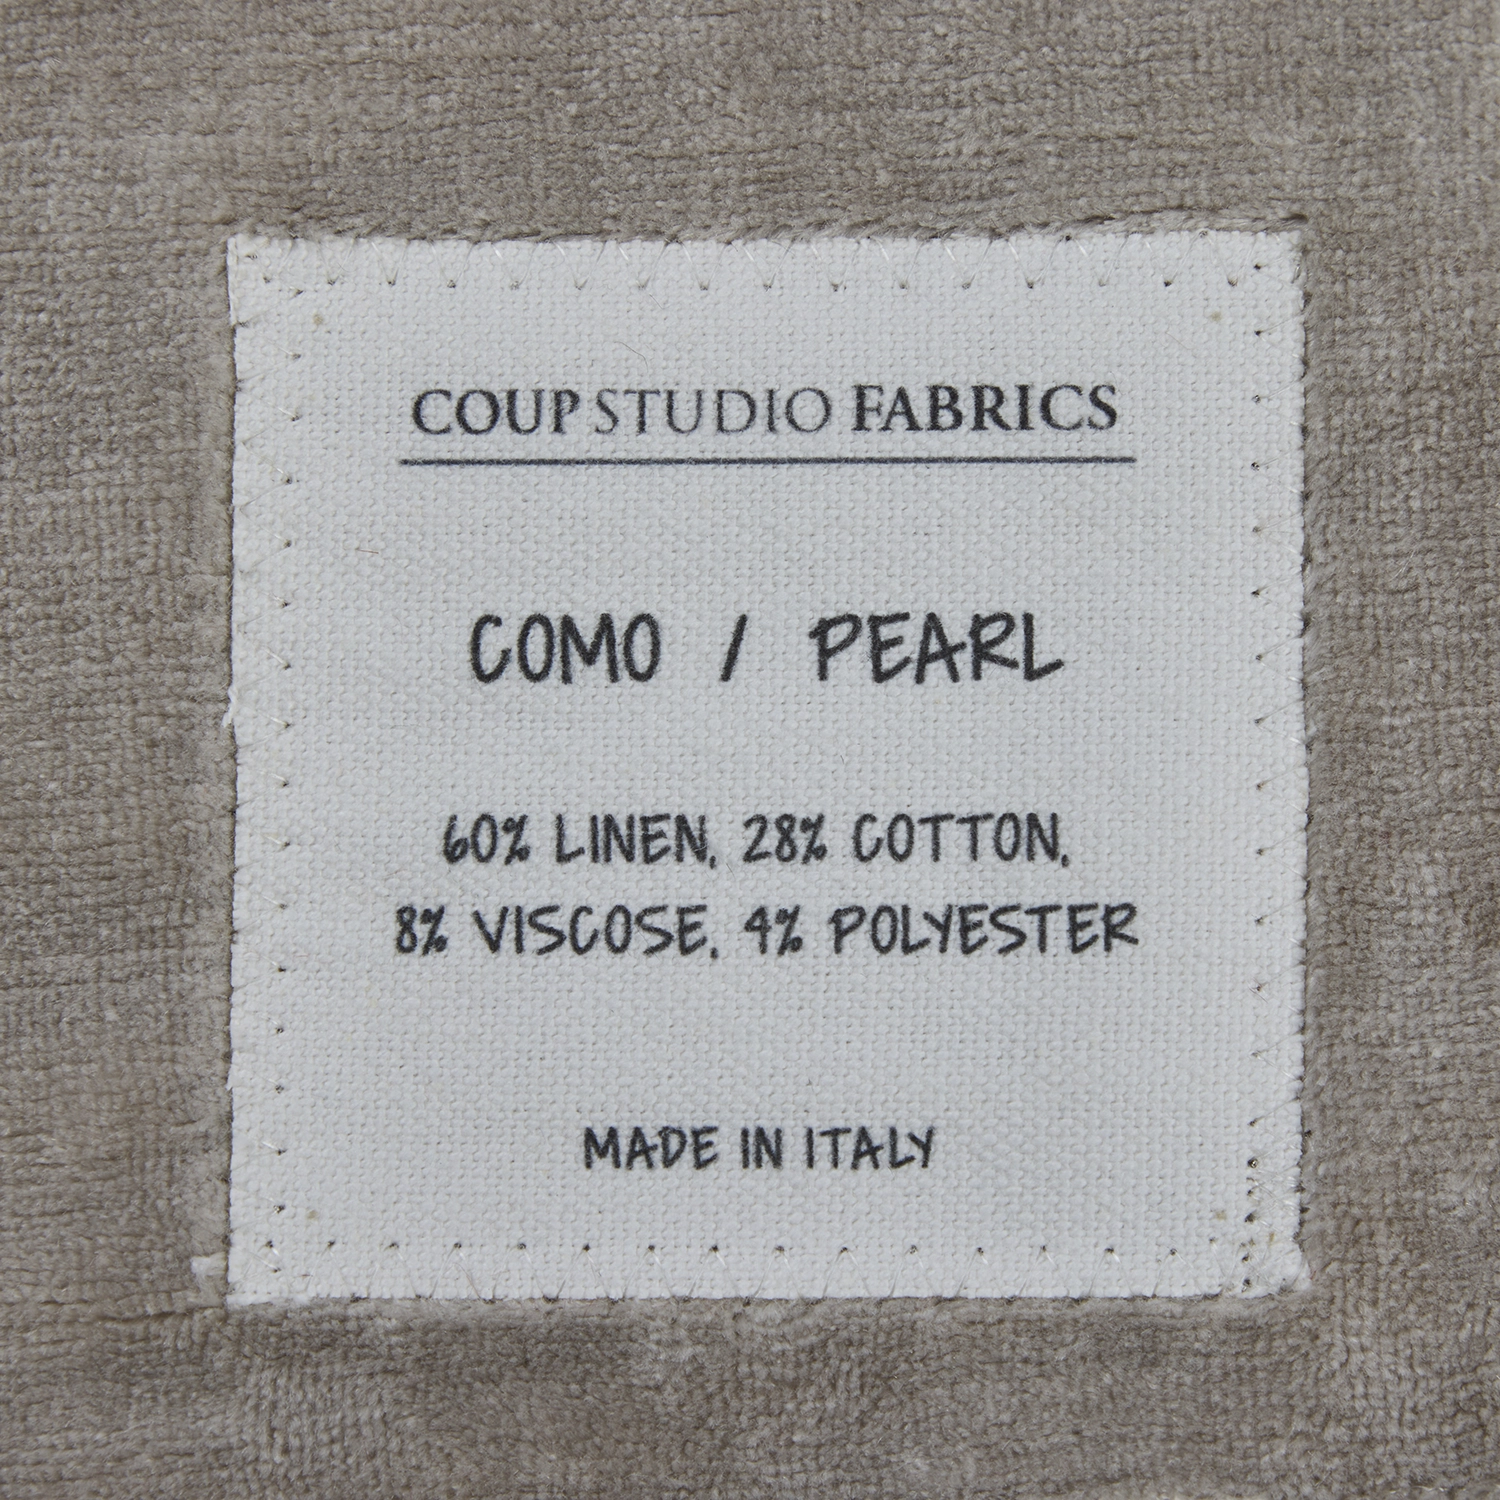 COUP STUDIO FABRICS
COMO / PEARL
60% LINEN, 28% COTTON,
8% VISCOSE, 4% POLYESTER
MADE IN ITALY